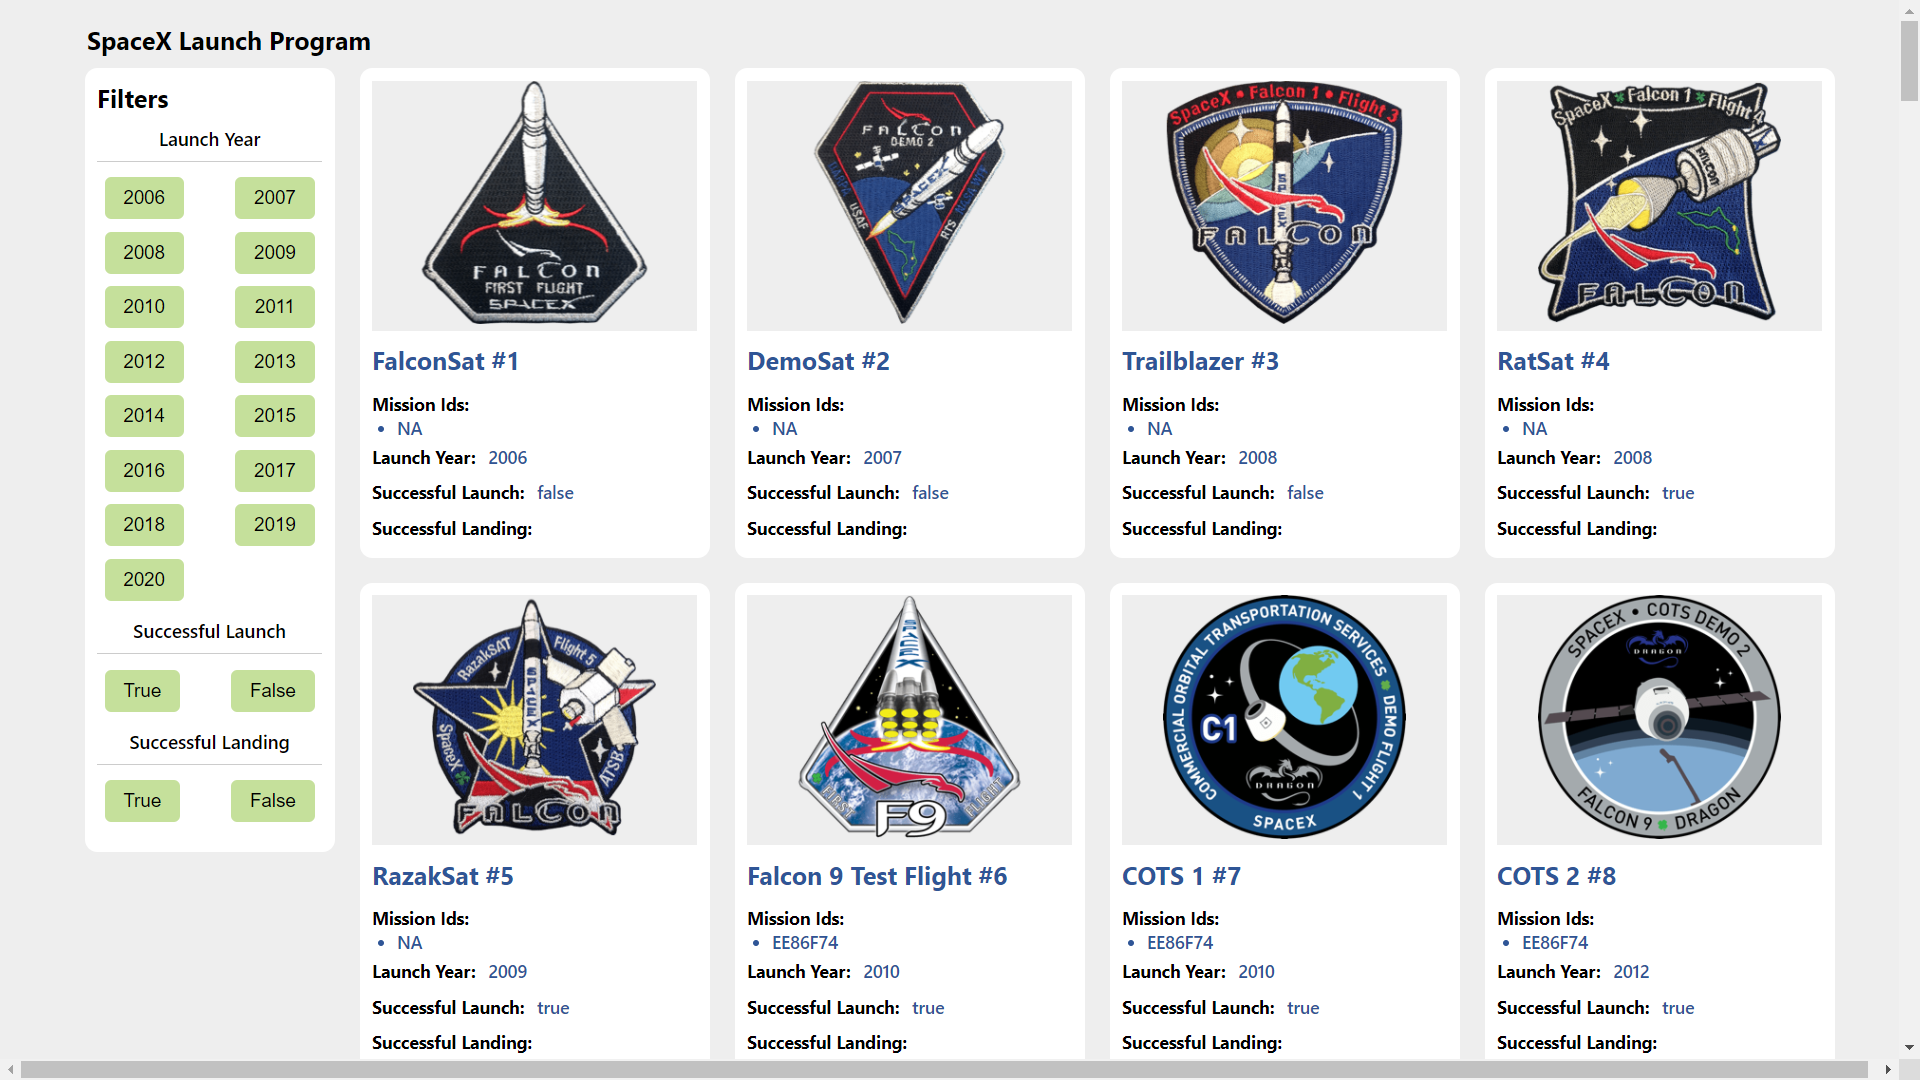 SpaceX Launch Program
Filters
Launch Year
2006 2007
2008 2009
2010 2011
2012 2013
2014 2015
2016 2017
2018 2019
2020
Successful Launch
True False
Successful Landing
True False
FALCON
FIRST FLIGHT
SPACEX
FalconSat #1
Mission Ids:
NA
Launch Year: 2006
Successful Launch: false
Successful Landing:
FALCON
DEMO 2
USAF
RTS
SPACEX
DemoSat #2
Mission Ids:
NA
Launch Year: 2007
Successful Launch: false
Successful Landing:
SpaceX • Falcon 1 • Flight 3
SPACEX
FALCON
Trailblazer #3
Mission Ids:
NA
Launch Year: 2008
Successful Launch: false
Successful Landing:
SpaceX Falcon 1 Flight 4
FALCON
FALCON
RatSat #4
Mission Ids:
NA
Launch Year: 2008
Successful Launch: true
Successful Landing:
RazakSAT Flight 5
SPACEX
SpaceX
ATSB
FALCON
RazakSat #5
Mission Ids:
NA
Launch Year: 2009
Successful Launch: true
Successful Landing:
SPACEX
FIRST FLIGHT
F9
Falcon 9 Test Flight #6
Mission Ids:
EE86F74
Launch Year: 2010
Successful Launch: true
Successful Landing:
COMMERCIAL ORBITAL TRANSPORTATION SERVICES DEMO FLIGHT 1
C1
DRAGON
SPACEX
COTS 1 #7
Mission Ids:
EE86F74
Launch Year: 2010
Successful Launch: true
Successful Landing:
SPACEX • COTS DEMO 2
DRAGON
FALCON 9 DRAGON
COTS 2 #8
Mission Ids:
EE86F74
Launch Year: 2012
Successful Launch: true
Successful Landing: